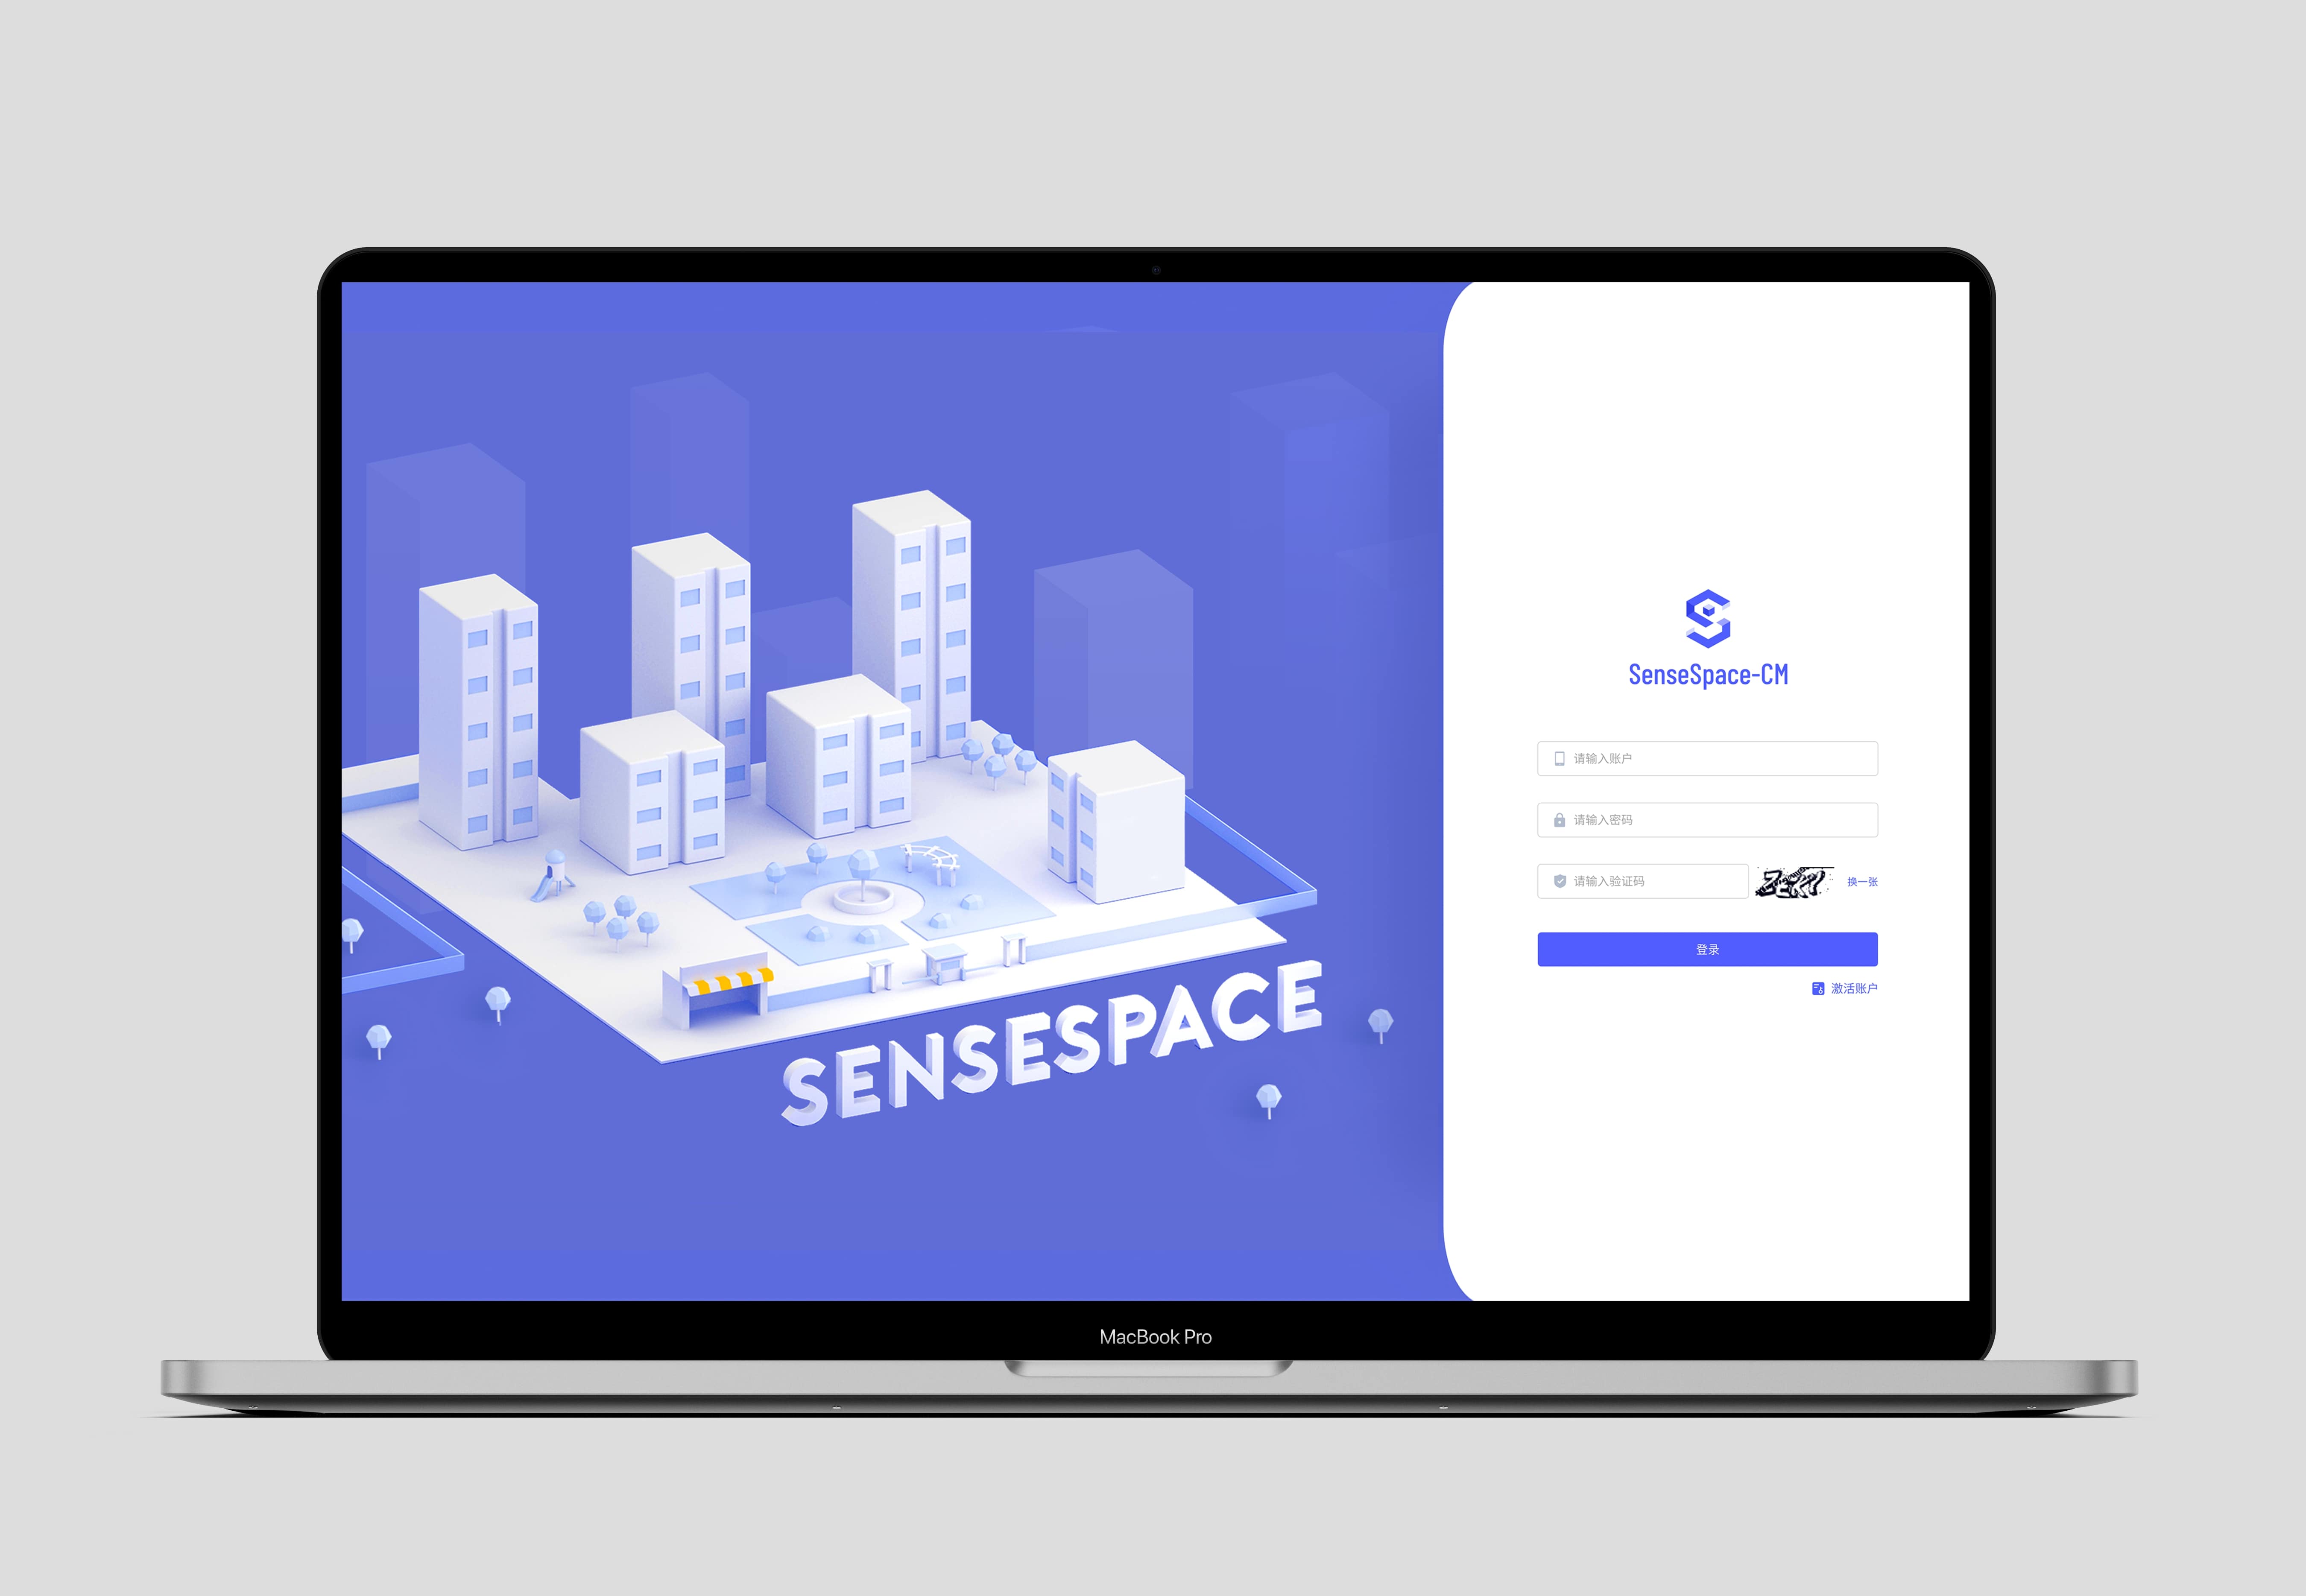 SENSESPACE
SenseSpace-CM
请输入账户
请输入密码
请输入验证码
换一张
登录
激活账户
MacBook Pro